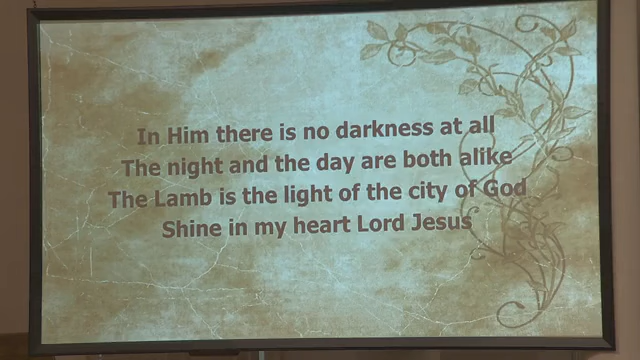 In Him there is no darkness at all
The night and the day are both alike
The Lamb is the light of the city of God
Shine in my heart Lord Jesus